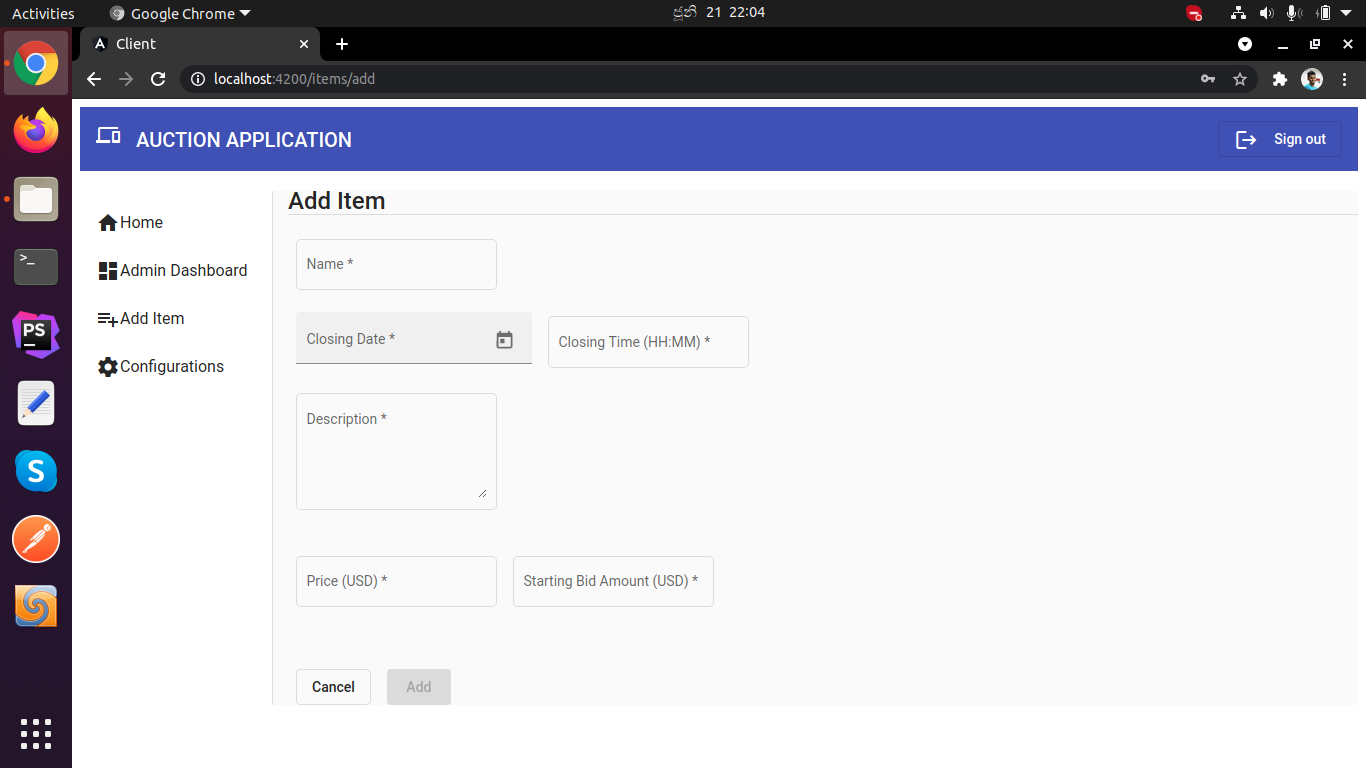 Activities Google Chrome ජූනි 21 22:04
Client
localhost:4200/items/add
AUCTION APPLICATION Sign out
Add Item
Home
Name *
Admin Dashboard
Add Item
Closing Date * Closing Time (HH:MM) *
Configurations
Description *
Price (USD) * Starting Bid Amount (USD) *
Cancel Add
>_
PS
S